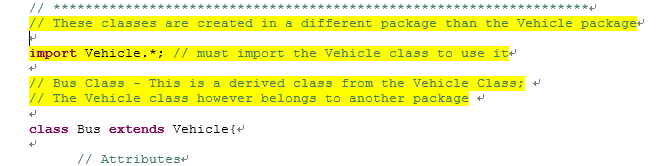 // ********************************************************************
// These classes are created in a different package than the Vehicle package
import Vehicle.*; // must import the Vehicle class to use it
// Bus Class – This is a derived class from the Vehicle Class;
// The Vehicle class however belongs to another package
class Bus extends Vehicle{
// Attributes